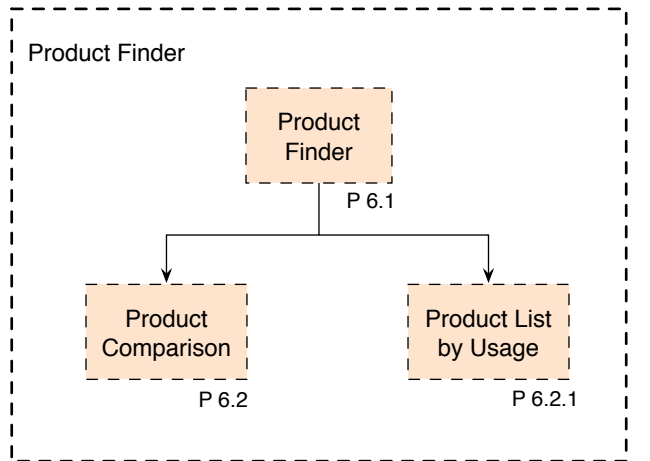 Product Finder
Product
Finder
P 6.1
Product
Comparison
P 6.2
Product List
by Usage
P 6.2.1